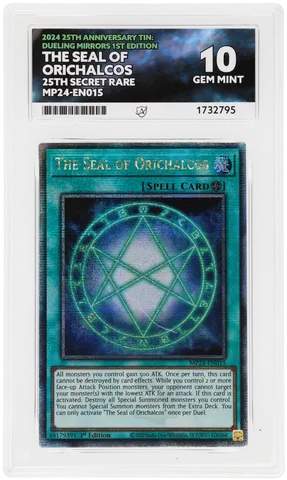 2024 25TH ANNIVERSARY TIN:
DUELING MIRRORS 1ST EDITION
THE SEAL OF
ORICHALCOS
25TH SECRET RARE
MP24-EN015
10
GEM MINT
1732795
THE SEAL OF ORICHALCOS
[SPELL CARD]
MP24-EN015
All monsters you control gain 500 ATK. Once per turn, this card
cannot be destroyed by card effects. While you control 2 or more
face-up Attack Position monsters, your opponent cannot target
your monster(s) with the lowest ATK for an attack. If this card is
activated: Destroy all Special Summoned monsters you control.
You cannot Special Summon monsters from the Extra Deck. You
can only activate "The Seal of Orichalcos" once per Duel.
48179391 1st Edition